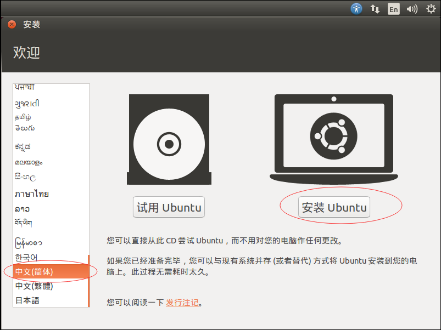 En
安装
欢迎
ਪੰਜਾਬੀ
ગુજરાતી
தமிழ்
తెలుగు
ಕನ್ನಡ
മലയാളം
සිංහල
ภาษาไทย
ລາວ
မြန်မာစာ
한국어
中文(简体)
中文(繁體)
日本語
试用 Ubuntu
安装 Ubuntu
您可以直接从此 CD 尝试 Ubuntu，而不用对您的电脑作任何更改。
如果您已经准备完毕，您可以与现有系统并存 (或者替代) 方式将 Ubuntu 安装到您的电
脑上。此过程无需耗时太久。
您可以阅读一下 发行注记。